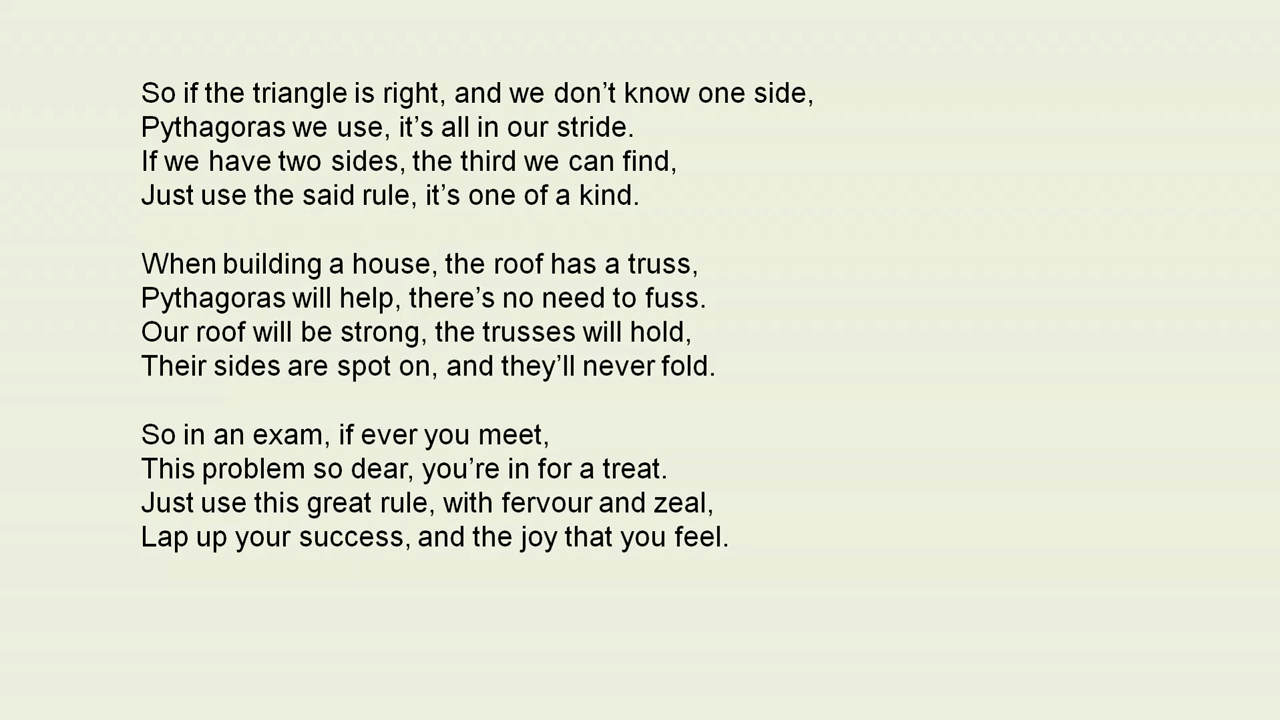 So if the triangle is right, and we don’t know one side,
Pythagoras we use, it’s all in our stride.
If we have two sides, the third we can find,
Just use the said rule, it’s one of a kind.
When building a house, the roof has a truss,
Pythagoras will help, there’s no need to fuss.
Our roof will be strong, the trusses will hold,
Their sides are spot on, and they’ll never fold.
So in an exam, if ever you meet,
This problem so dear, you’re in for a treat.
Just use this great rule, with fervour and zeal,
Lap up your success, and the joy that you feel.